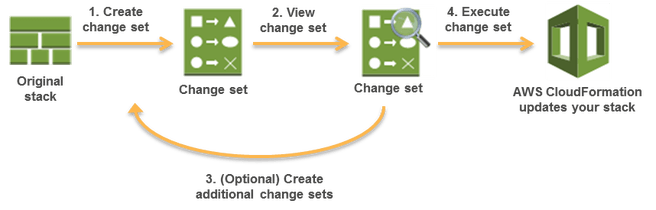 1. Create
change set
2. View
change set
4. Execute
change set
Original
stack
Change set
Change set
AWS CloudFormation
updates your stack
3. (Optional) Create
additional change sets